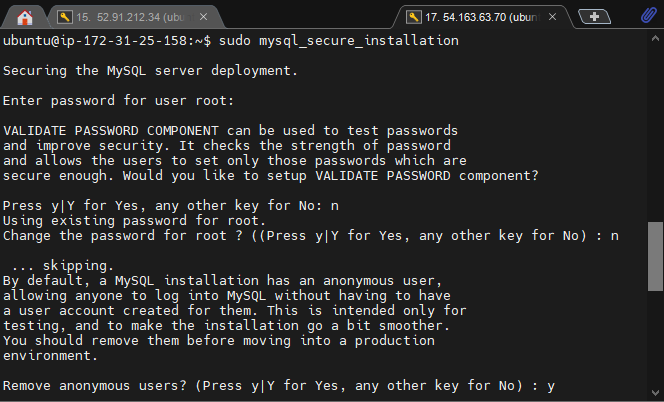 15. 52.91.212.34 (ubu
17. 54.163.63.70 (ubun
ubuntu@ip-172-31-25-158:~$ sudo mysql_secure_installation
Securing the MySQL server deployment.
Enter password for user root:
VALIDATE PASSWORD COMPONENT can be used to test passwords
and improve security. It checks the strength of password
and allows the users to set only those passwords which are
secure enough. Would you like to setup VALIDATE PASSWORD component?
Press y|Y for Yes, any other key for No: n
Using existing password for root.
Change the password for root ? ((Press y|Y for Yes, any other key for No) : n
... skipping.
By default, a MySQL installation has an anonymous user,
allowing anyone to log into MySQL without having to have
a user account created for them. This is intended only for
testing, and to make the installation go a bit smoother.
You should remove them before moving into a production
environment.
Remove anonymous users? (Press y|Y for Yes, any other key for No) : y